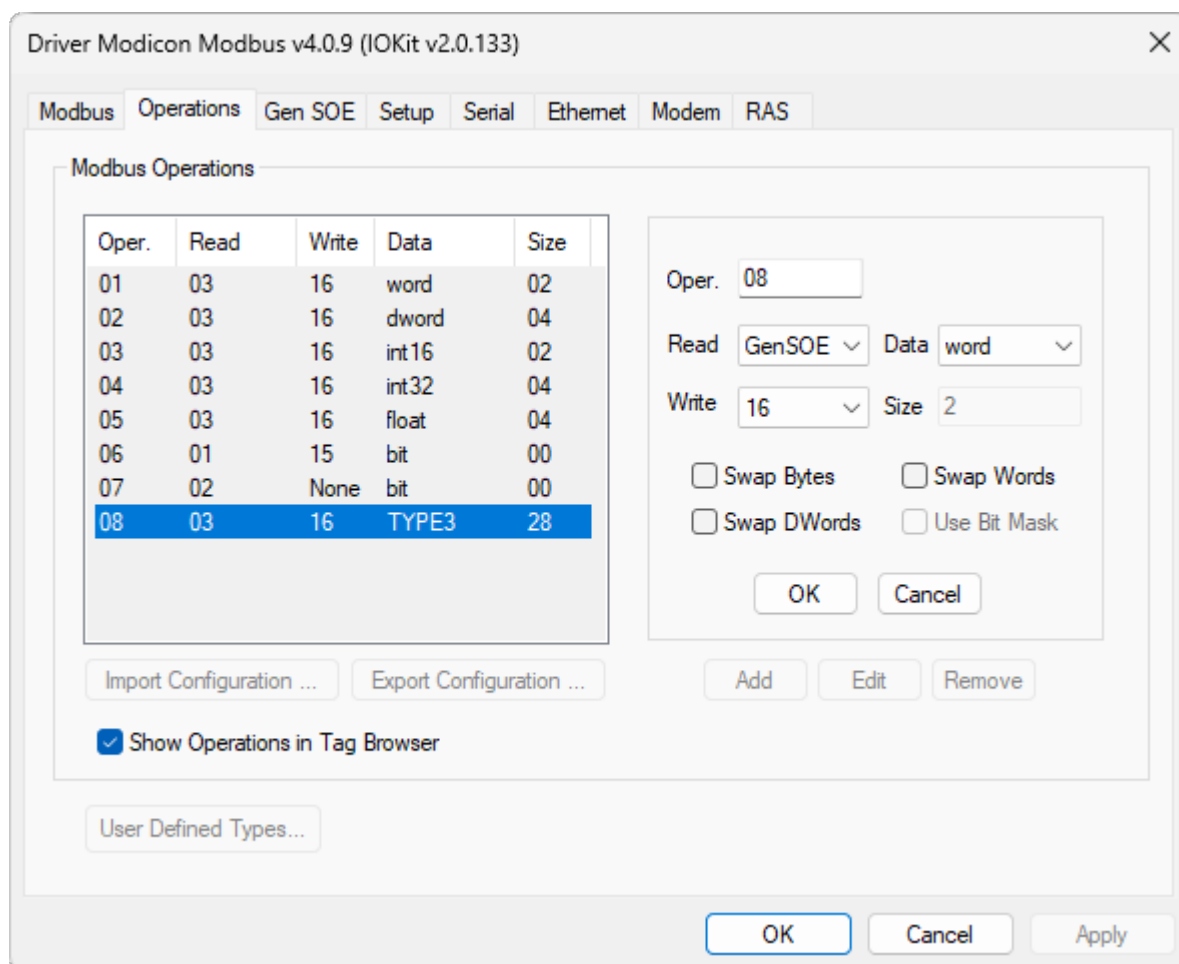 Driver Modicon Modbus v4.0.9 (IOKit v2.0.133)
Modbus Operations Gen SOE Setup Serial Ethernet Modem RAS
Modbus Operations
Oper. Read Write Data Size
01 03 16 word 02
02 03 16 dword 04
03 03 16 int16 02
04 03 16 int32 04
05 03 16 float 04
06 01 15 bit 00
07 02 None bit 00
08 03 16 TYPE3 28
Oper. 08
Read GenSOE Data word
Write 16 Size 2
Swap Bytes Swap Words
Swap DWords Use Bit Mask
OK Cancel
Import Configuration ... Export Configuration ... Add Edit Remove
Show Operations in Tag Browser
User Defined Types...
OK Cancel Apply